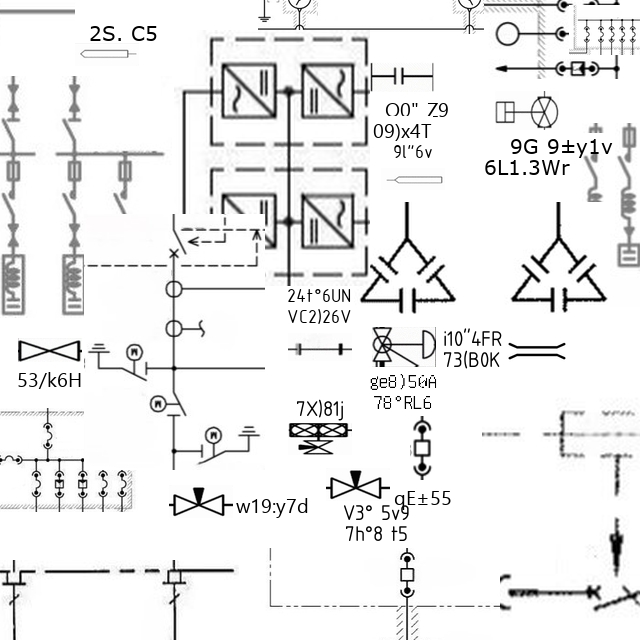 2S. C5
O0" Z9
09)x4T
9l"6v
9G 9±y1v
6L1.3Wr
24t°6UN
VC2)26V
i10"4FR
73(B0K
53/k6H
M
ge8)50A
78°RL6
M
7X)81j
M
w19:y7d
qE±55
V3° 5v9
7h°8 t5